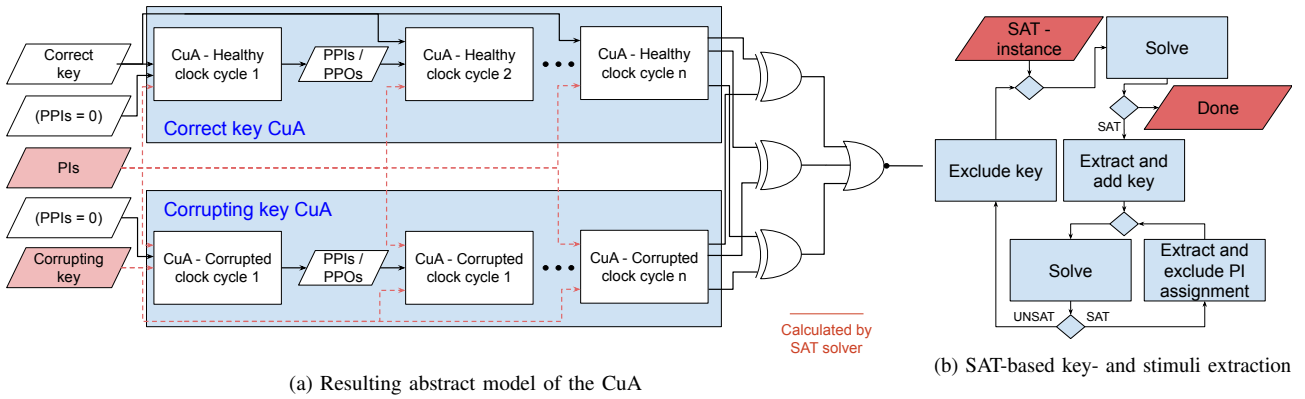 Correct
key
(PPIs = 0)
PIs
(PPIs = 0)
Corrupting
key
CuA - Healthy
clock cycle 1
PPIs /
PPOs
CuA - Healthy
clock cycle 2
CuA - Healthy
clock cycle n
Correct key CuA
Corrupting key CuA
CuA - Corrupted
clock cycle 1
PPIs /
PPOs
CuA - Corrupted
clock cycle 1
CuA - Corrupted
clock cycle n
Calculated by
SAT solver
(a) Resulting abstract model of the CuA
SAT -
instance
Solve
Done
SAT
Exclude key
Extract and
add key
Solve
Extract and
exclude PI
assignment
UNSAT
SAT
(b) SAT-based key- and stimuli extraction